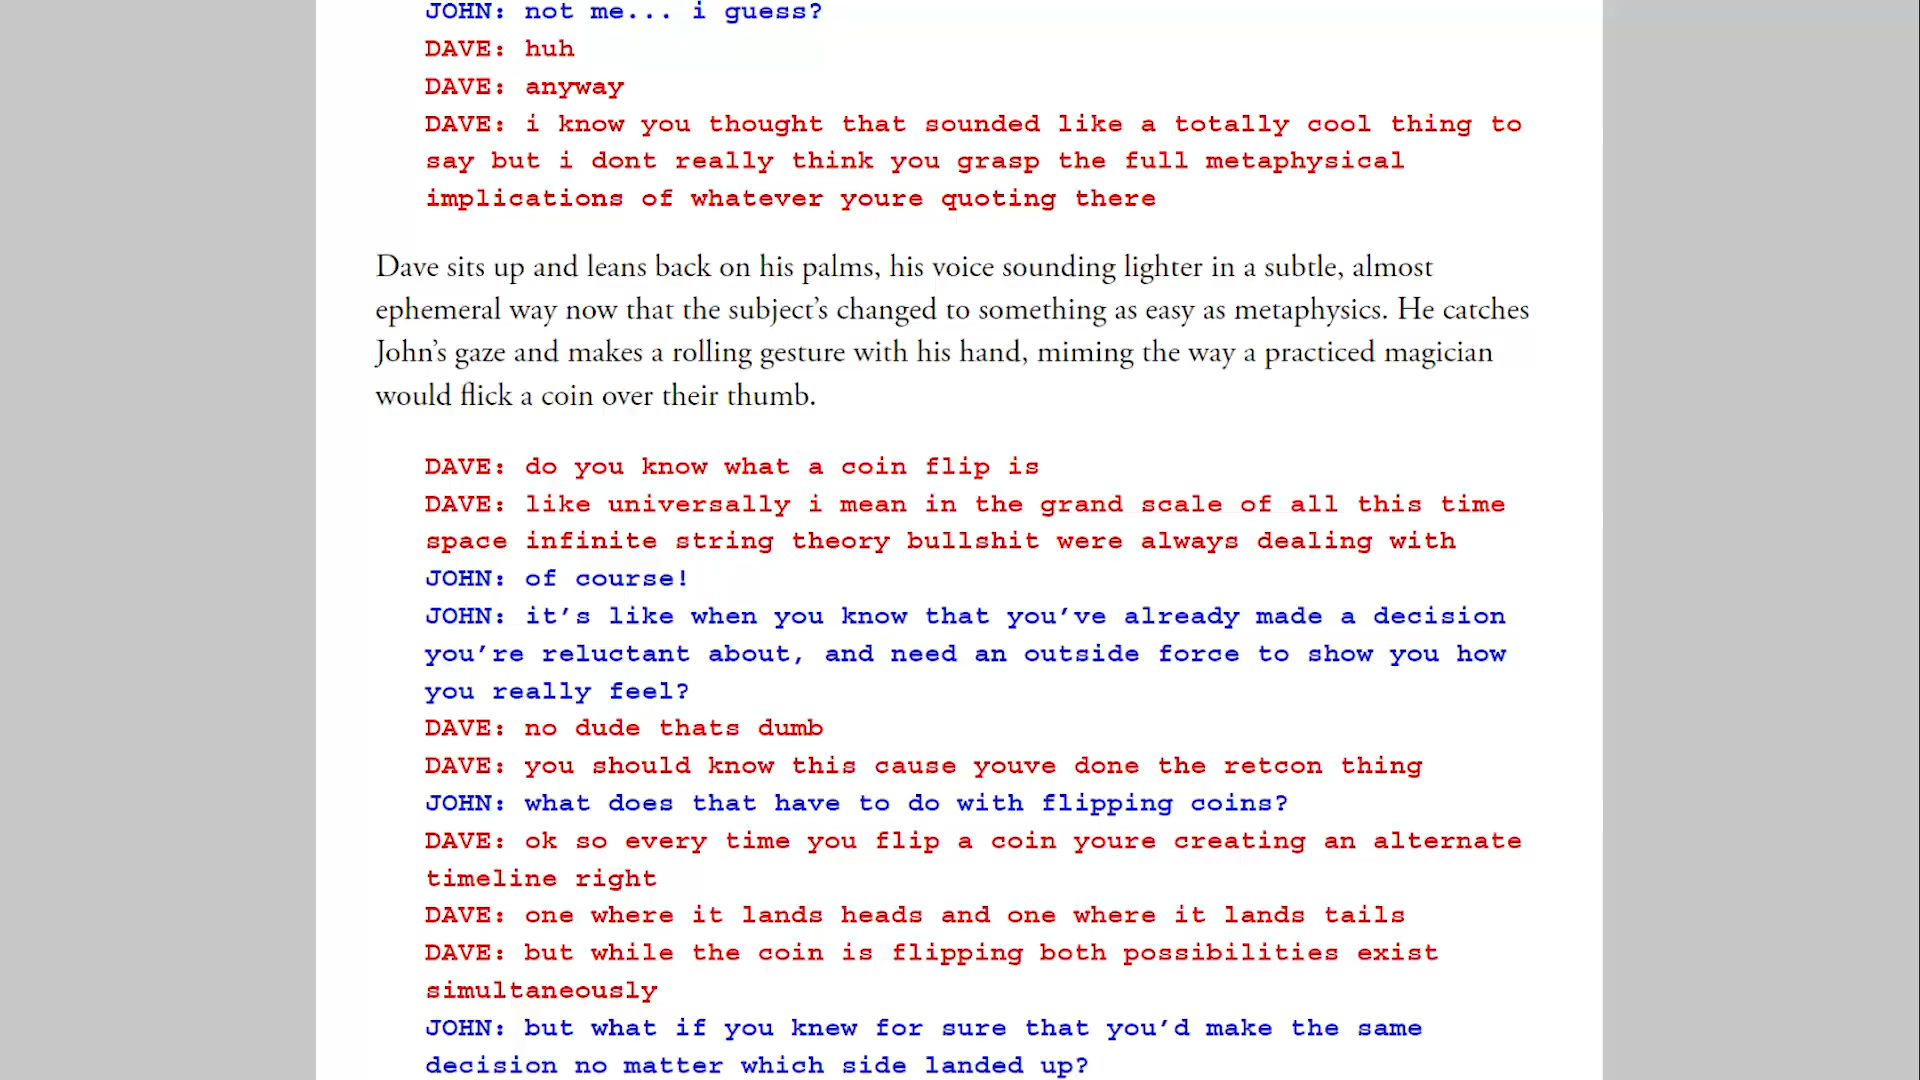 JOHN: not me... i guess?
DAVE: huh
DAVE: anyway
DAVE: i know you thought that sounded like a totally cool thing to
say but i dont really think you grasp the full metaphysical
implications of whatever youre quoting there
Dave sits up and leans back on his palms, his voice sounding lighter in a subtle, almost
ephemeral way now that the subject’s changed to something as easy as metaphysics. He catches
John’s gaze and makes a rolling gesture with his hand, miming the way a practiced magician
would flick a coin over their thumb.
DAVE: do you know what a coin flip is
DAVE: like universally i mean in the grand scale of all this time
space infinite string theory bullshit were always dealing with
JOHN: of course!
JOHN: it’s like when you know that you’ve already made a decision
you’re reluctant about, and need an outside force to show you how
you really feel?
DAVE: no dude thats dumb
DAVE: you should know this cause youve done the retcon thing
JOHN: what does that have to do with flipping coins?
DAVE: ok so every time you flip a coin youre creating an alternate
timeline right
DAVE: one where it lands heads and one where it lands tails
DAVE: but while the coin is flipping both possibilities exist
simultaneously
JOHN: but what if you knew for sure that you’d make the same
decision no matter which side landed up?